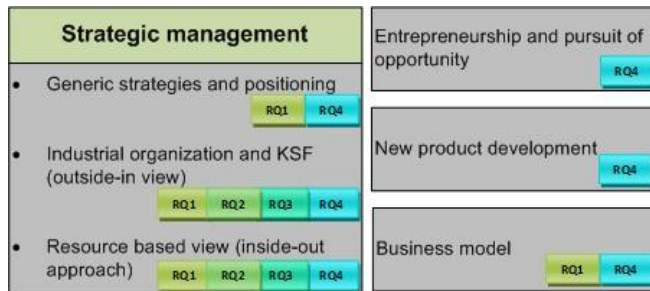 Strategic management
• Generic strategies and positioning
RQ1 RQ4
• Industrial organization and KSF
(outside-in view)
RQ1 RQ2 RQ3 RQ4
• Resource based view (inside-out
approach) RQ1 RQ2 RQ3 RQ4
Entrepreneurship and pursuit of
opportunity
RQ4
New product development
RQ4
Business model
RQ1 RQ4